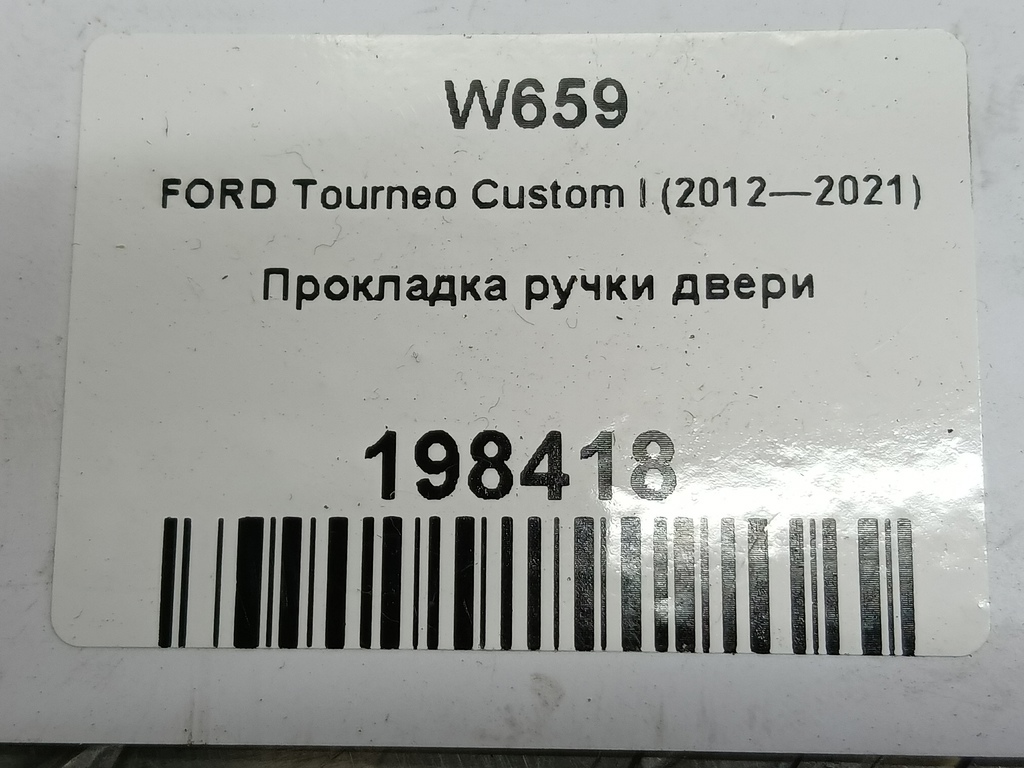 W659
FORD Tourneo Custom I (2012—2021)
Прокладка ручки двери
198418